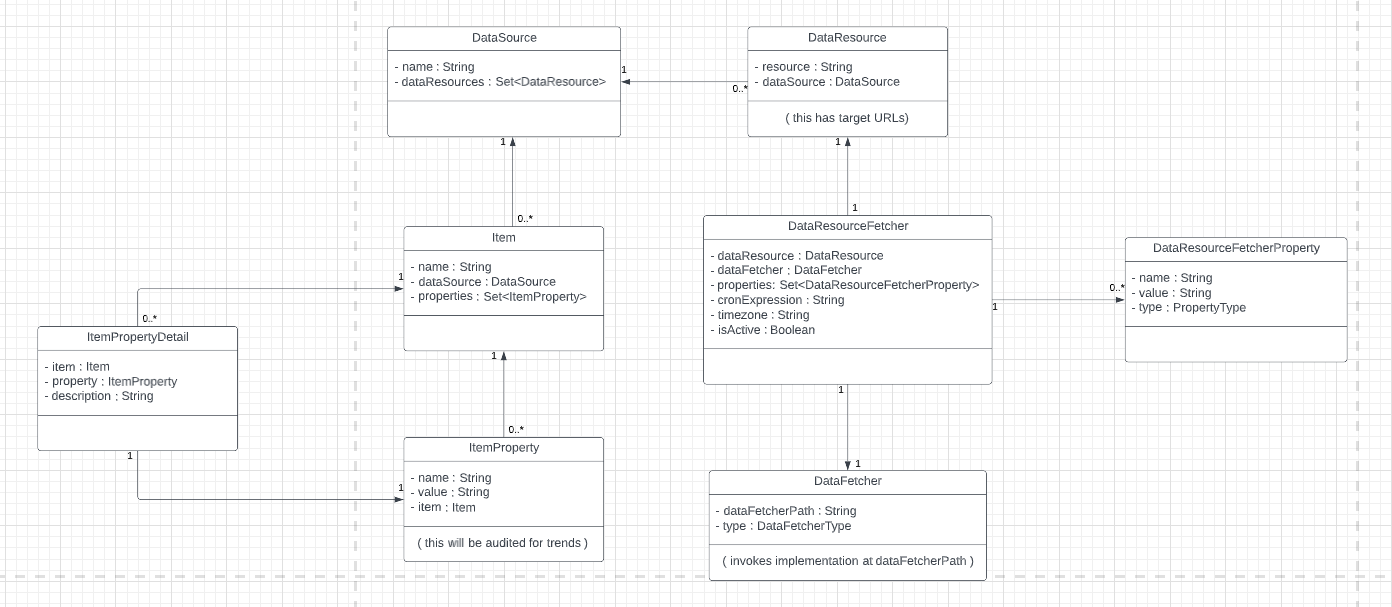 DataSource
- name : String
- dataResources : Set<DataResource>
1
0..*
DataResource
- resource : String
- dataSource : DataSource
( this has target URLs)
1
0..*
1
1
Item
- name : String
- dataSource : DataSource
- properties : Set<ItemProperty>
1
1
DataResourceFetcher
- dataResource : DataResource
- dataFetcher : DataFetcher
- properties: Set<DataResourceFetcherProperty>
- cronExpression : String
- timezone : String
- isActive : Boolean
1
0..*
1
DataResourceFetcherProperty
- name : String
- value : String
- type : PropertyType
0..*
ItemPropertyDetail
- item : Item
- property : ItemProperty
- description : String
1
0..*
ItemProperty
- name : String
- value : String
- item : Item
( this will be audited for trends )
1
1
DataFetcher
- dataFetcherPath : String
- type : DataFetcherType
( invokes implementation at dataFetcherPath )